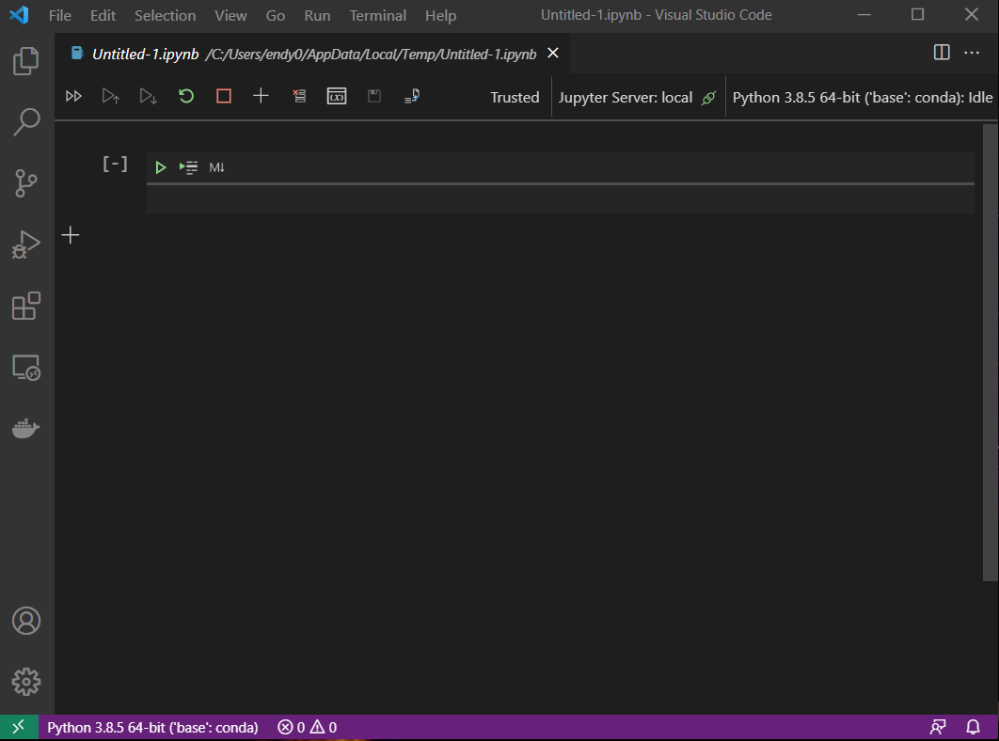 File Edit Selection View Go Run Terminal Help Untitled-1.ipynb - Visual Studio Code
Untitled-1.ipynb /C:/Users/endy0/AppData/Local/Temp/Untitled-1.ipynb
Trusted Jupyter Server: local Python 3.8.5 64-bit ('base': conda): Idle
[-] M↓
Python 3.8.5 64-bit ('base': conda) 0 0